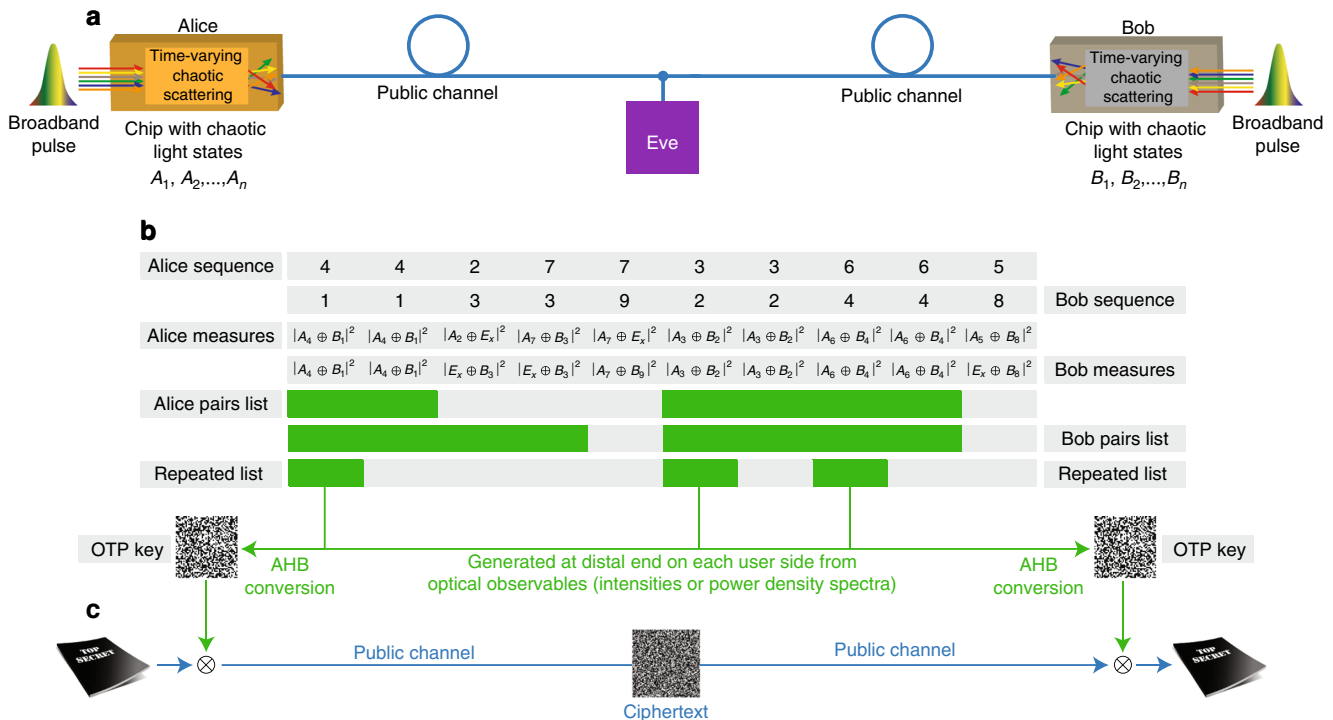 a
Alice
Bob
Time-varying
chaotic
scattering
Time-varying
chaotic
scattering
Public channel
Public channel
Broadband
pulse
Chip with chaotic
light states
A₁, A₂,...,Aₙ
Eve
Chip with chaotic
light states
B₁, B₂,...,Bₙ
Broadband
pulse
b
Alice sequence 4 4 2 7 7 3 3 6 6 5
1 1 3 3 9 2 2 4 4 8 Bob sequence
Alice measures |A₄ ⊕ B₁|² |A₄ ⊕ B₁|² |A₂ ⊕ Eₓ|² |A₇ ⊕ B₃|² |A₇ ⊕ Eₓ|² |A₃ ⊕ B₂|² |A₃ ⊕ B₂|² |A₆ ⊕ B₄|² |A₆ ⊕ B₄|² |A₅ ⊕ B₈|²
|A₄ ⊕ B₁|² |A₄ ⊕ B₁|² |Eₓ ⊕ B₃|² |Eₓ ⊕ B₃|² |A₇ ⊕ B₉|² |A₃ ⊕ B₂|² |A₃ ⊕ B₂|² |A₆ ⊕ B₄|² |A₆ ⊕ B₄|² |Eₓ ⊕ B₈|² Bob measures
Alice pairs list
Bob pairs list
Repeated list Repeated list
OTP key
AHB
conversion
Generated at distal end on each user side from
optical observables (intensities or power density spectra)
AHB
conversion
OTP key
c
TOP
SECRET
⊗
Public channel
Public channel
⊗
TOP
SECRET
Ciphertext